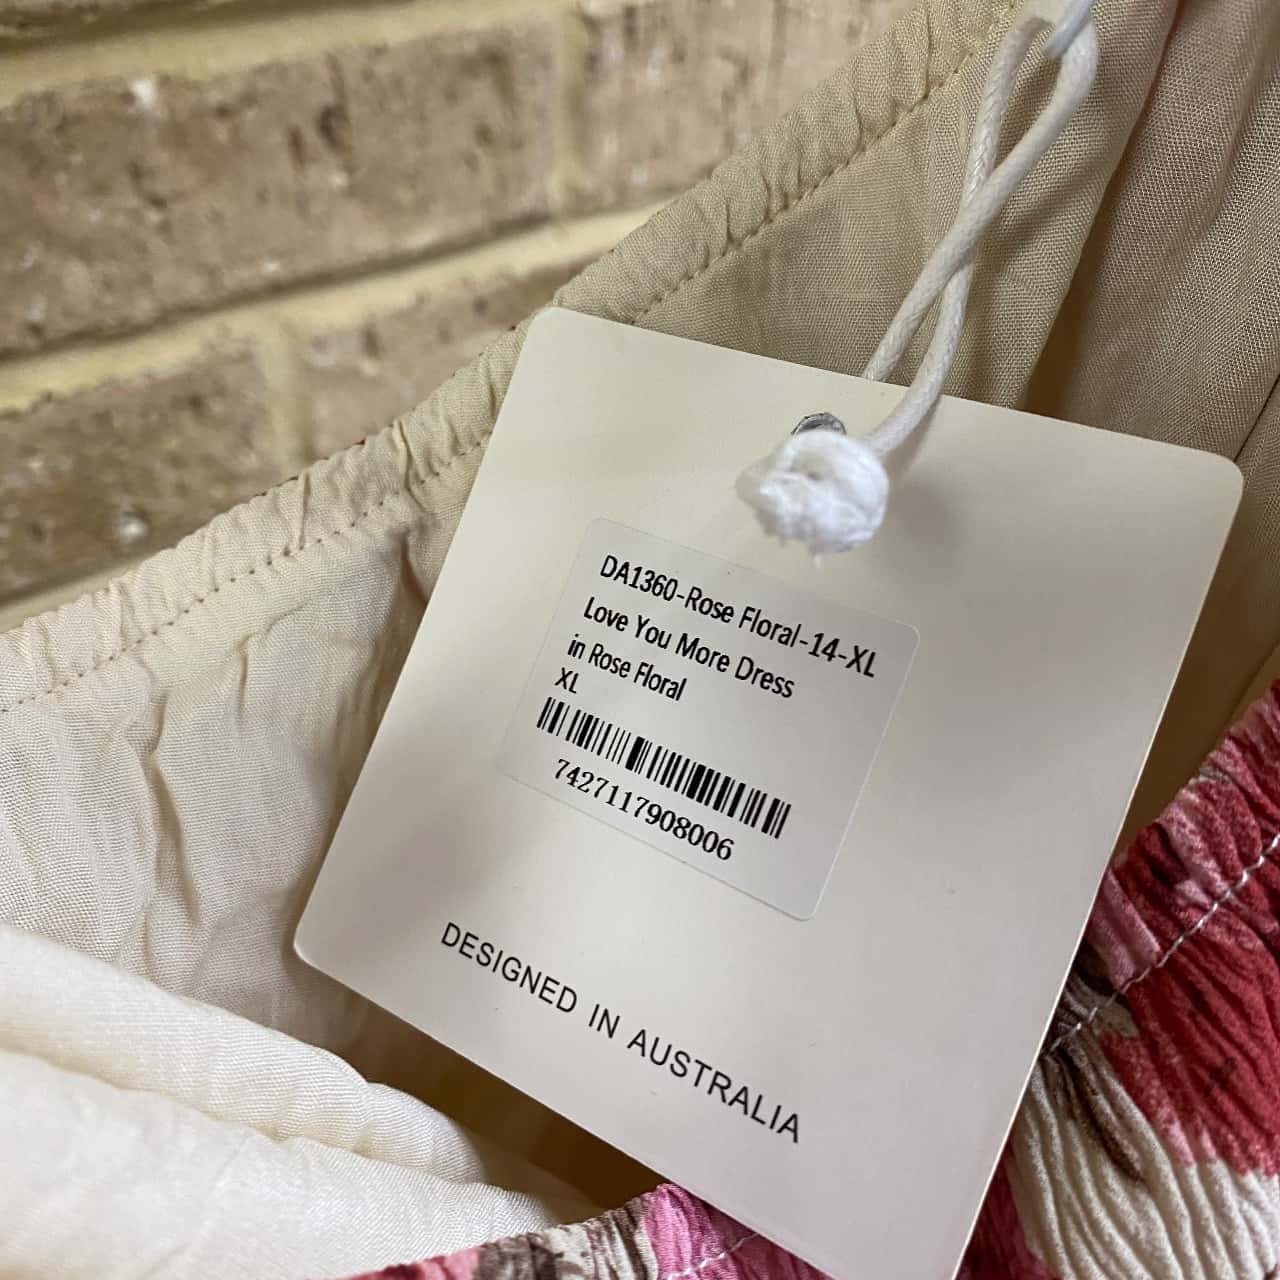 DA1360-Rose Floral-14-XL
Love You More Dress
in Rose Floral
XL
7427117908006
DESIGNED IN AUSTRALIA